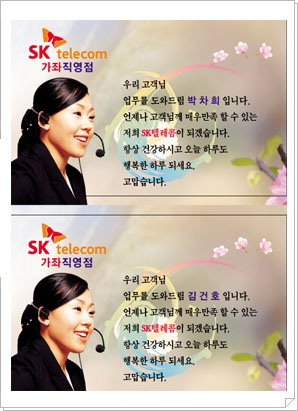 SK telecom
가좌직영점
우리 고객님
업무를 도와드림 박 차 희 입니다.
언제나 고객님께 매우만족 할 수 있는
저희 SK텔레콤이 되겠습니다.
항상 건강하시고 오늘 하루도
행복한 하루 되세요.
고맙습니다.
SK telecom
가좌직영점
우리 고객님
업무를 도와드림 김 건 호 입니다.
언제나 고객님께 매우만족 할 수 있는
저희 SK텔레콤이 되겠습니다.
항상 건강하시고 오늘 하루도
행복한 하루 되세요.
고맙습니다.